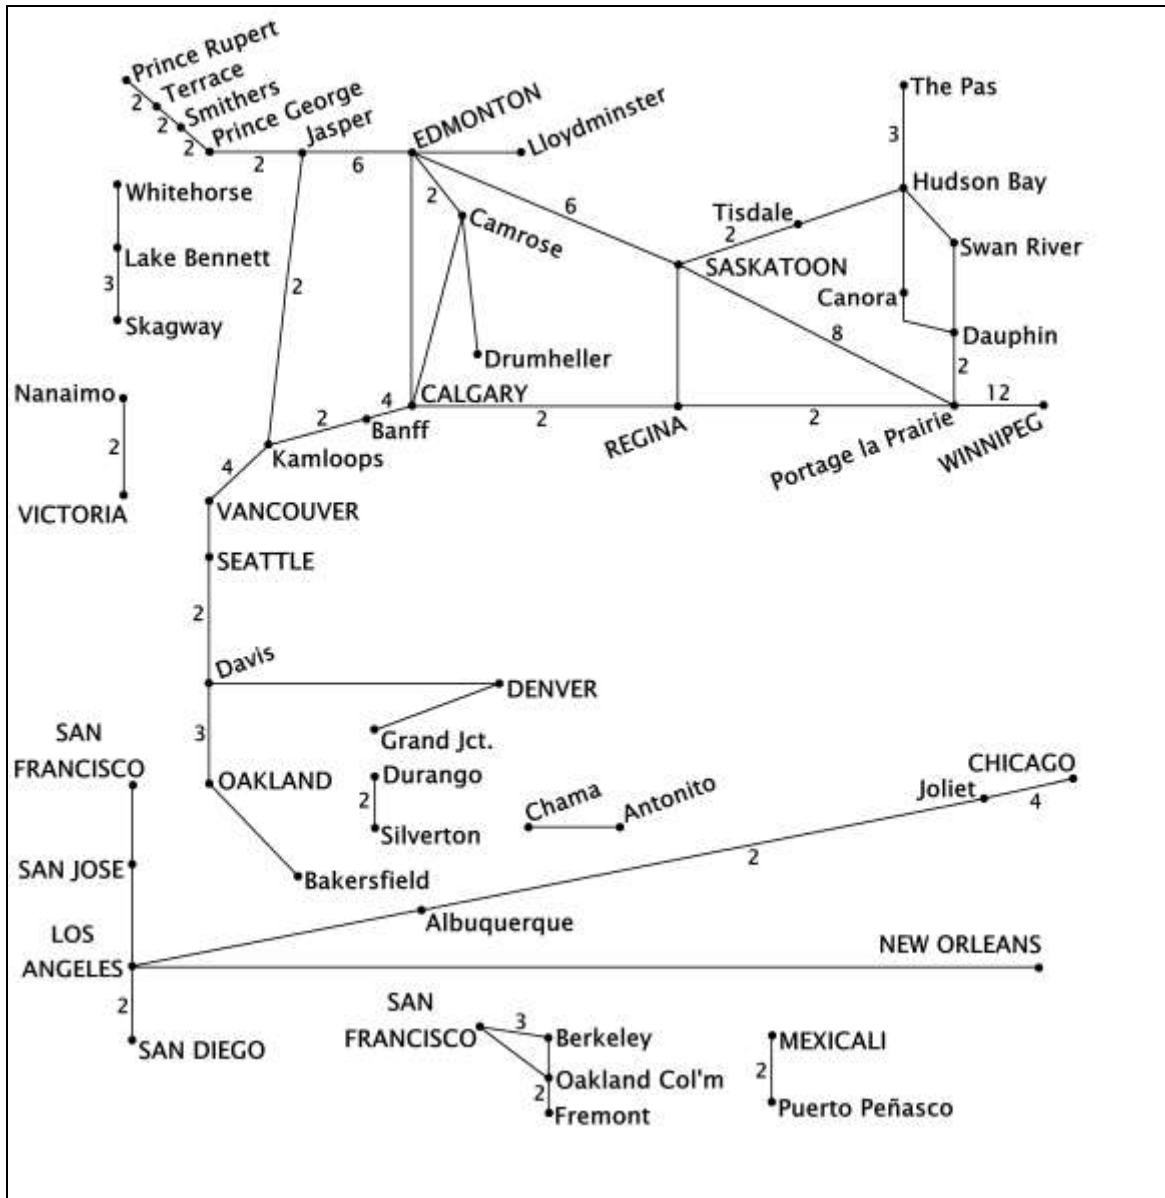 Prince Rupert
2
Terrace
2
Smithers
2
Prince George
2
Jasper
6
EDMONTON
Lloydminster
The Pas
3
Hudson Bay
Whitehorse
2
Camrose
6
Tisdale
2
Swan River
Lake Bennett
3
SASKATOON
2
Canora
Skagway
8
Dauphin
Drumheller
2
Nanaimo
4
CALGARY
12
2
Banff
2
REGINA
2
Portage la Prairie
WINNIPEG
2
4
Kamloops
VICTORIA
VANCOUVER
SEATTLE
2
Davis
DENVER
SAN
FRANCISCO
3
Grand Jct.
OAKLAND
Durango
2
Silverton
Chama
Antonito
Joliet
CHICAGO
4
2
SAN JOSE
Bakersfield
Albuquerque
LOS
ANGELES
NEW ORLEANS
2
SAN DIEGO
SAN
FRANCISCO
3
Berkeley
Oakland Col'm
2
Fremont
MEXICALI
2
Puerto Peñasco